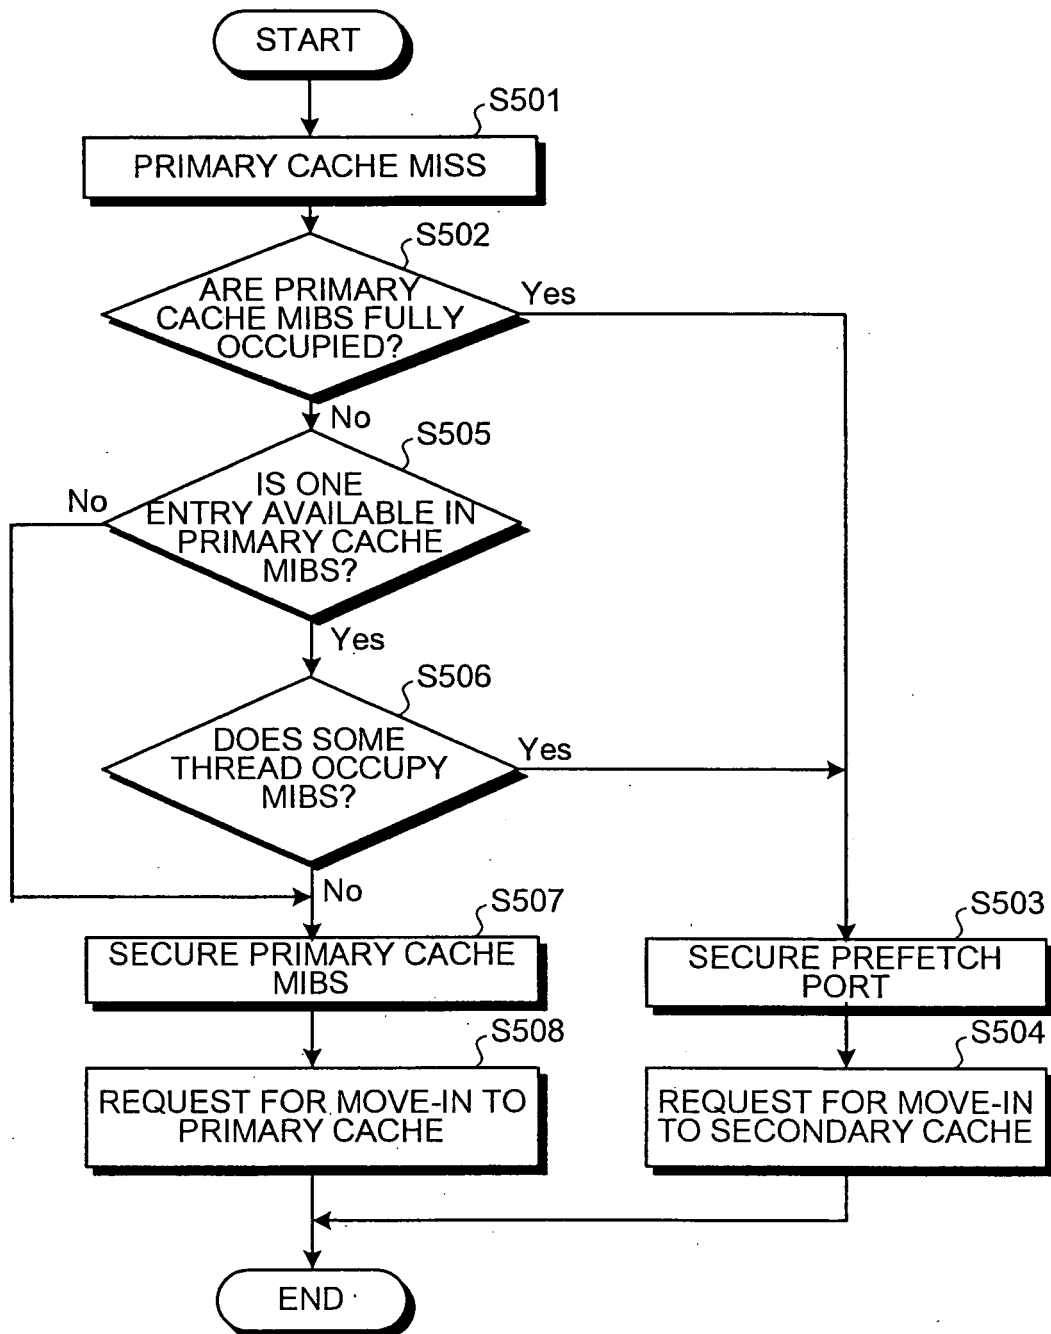 START
S501
PRIMARY CACHE MISS
S502
ARE PRIMARY
CACHE MIBS FULLY
OCCUPIED?
Yes
No
S505
IS ONE
ENTRY AVAILABLE IN
PRIMARY CACHE
MIBS?
No
Yes
S506
DOES SOME
THREAD OCCUPY
MIBS?
Yes
No
S507
SECURE PRIMARY CACHE
MIBS
S503
SECURE PREFETCH
PORT
S508
REQUEST FOR MOVE-IN TO
PRIMARY CACHE
S504
REQUEST FOR MOVE-IN
TO SECONDARY CACHE
END